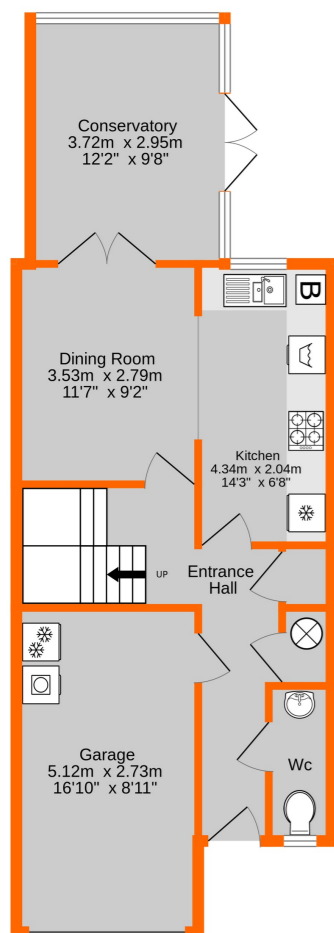 Conservatory
3.72m x 2.95m
12'2" x 9'8"
B
Dining Room
3.53m x 2.79m
11'7" x 9'2"
Kitchen
4.34m x 2.04m
14'3" x 6'8"
UP
Entrance
Hall
Garage
5.12m x 2.73m
16'10" x 8'11"
Wc